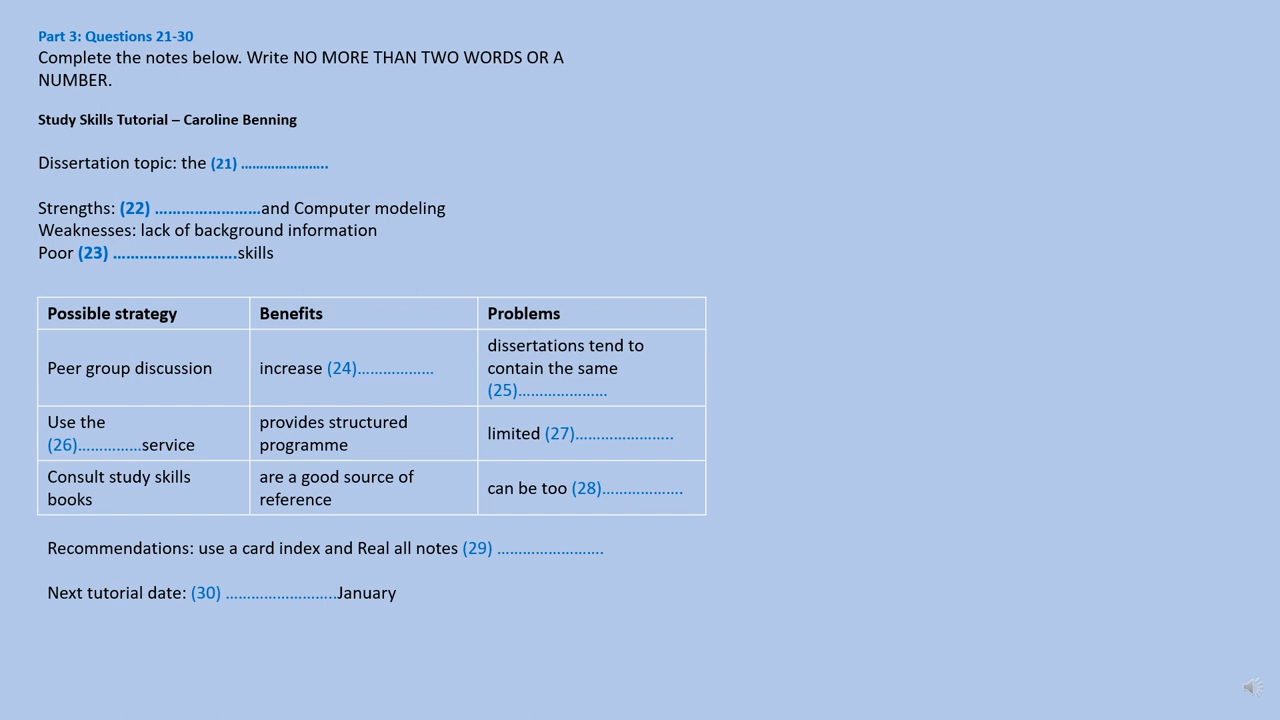 Part 3: Questions 21-30
Complete the notes below. Write NO MORE THAN TWO WORDS OR A
NUMBER.
Study Skills Tutorial – Caroline Benning
Dissertation topic: the (21) …………………..
Strengths: (22) ……………………and Computer modeling
Weaknesses: lack of background information
Poor (23) ……………………….skills
Possible strategy
Benefits
Problems
Peer group discussion
increase (24)………………
dissertations tend to
contain the same
(25)…………………
Use the
(26)………….service
provides structured
programme
limited (27)…………………..
Consult study skills
books
are a good source of
reference
can be too (28)……………….
Recommendations: use a card index and Real all notes (29) …………………….
Next tutorial date: (30) ……………………..January